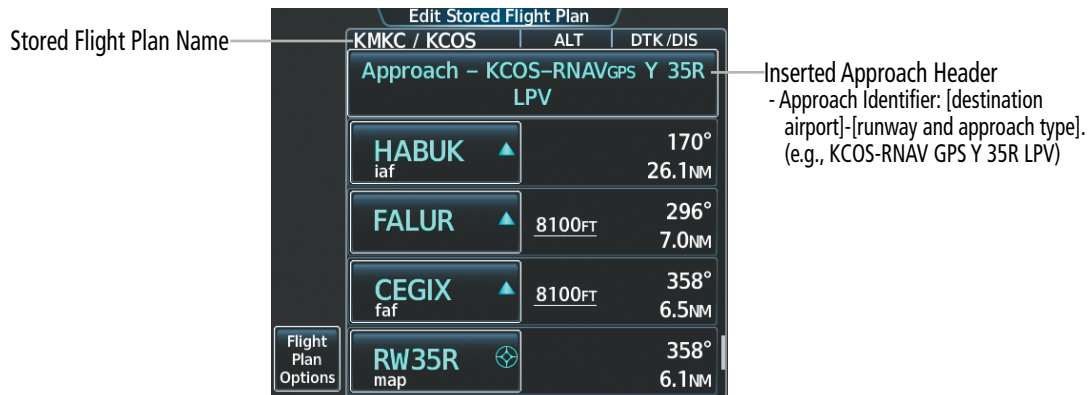 Edit Stored Flight Plan
Stored Flight Plan Name
KMKC / KCOS ALT DTK/DIS
Approach – KCOS–RNAVGPS Y 35R
LPV
Inserted Approach Header
- Approach Identifier: [destination
airport]-[runway and approach type].
(e.g., KCOS-RNAV GPS Y 35R LPV)
HABUK 170°
iaf 26.1NM
FALUR 8100FT 296°
7.0NM
CEGIX 8100FT 358°
faf 6.5NM
Flight
Plan
Options
RW35R 358°
map 6.1NM